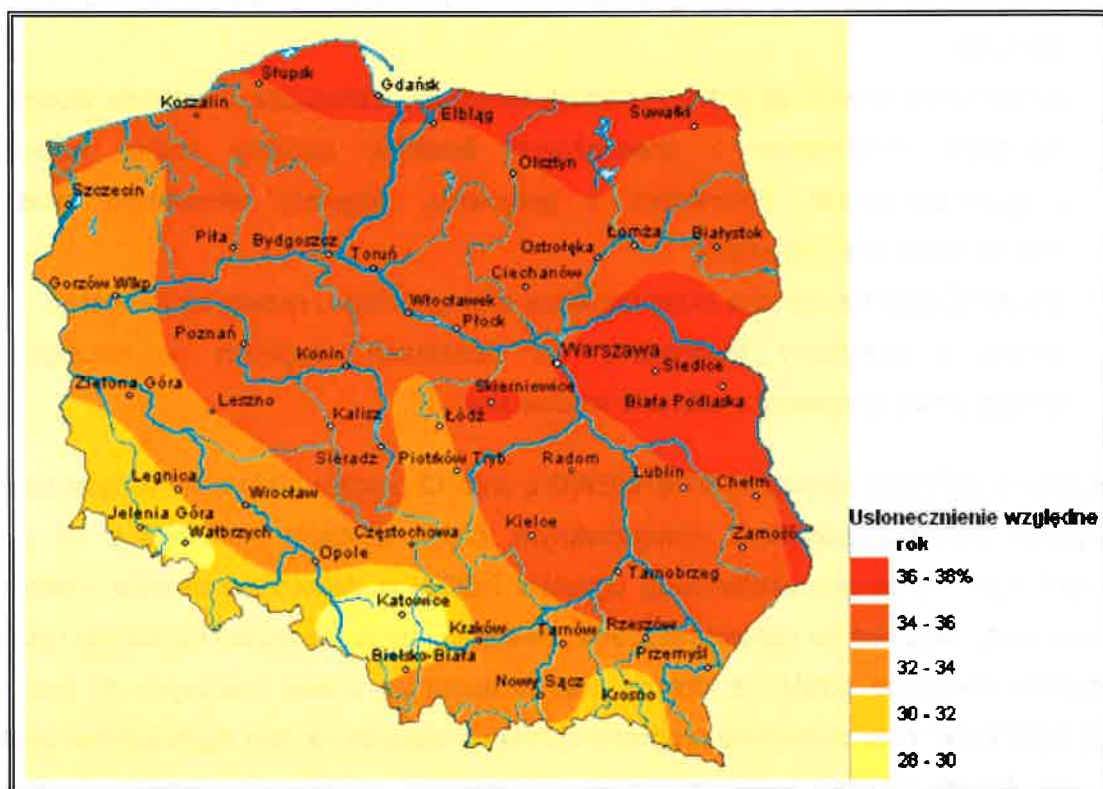 Słupsk
Gdańsk
Koszalin
Elbląg
Suwałki
Olsztyn
Szczecin
Piła
Bydgoszcz
Toruń
Ostrołęka
Łomża
Białystok
Ciechanów
Gorzów Wlkp
Włocławek
Płock
Poznań
Konin
Warszawa
Siedlce
Skierniewice
Biała Podlaska
Zielona Góra
Leszno
Kalisz
Łódź
Sieradz
Piotrków Tryb.
Radom
Lublin
Chełm
Legnica
Wrocław
Jelenia Góra
Wałbrzych
Częstochowa
Kielce
Zamość
Opole
Tarnobrzeg
Katowice
Kraków
Tarnów
Rzeszów
Przemyśl
Bielsko-Biała
Nowy Sącz
Krosno
Usłonecznienie względne
rok
36 - 38%
34 - 36
32 - 34
30 - 32
28 - 30